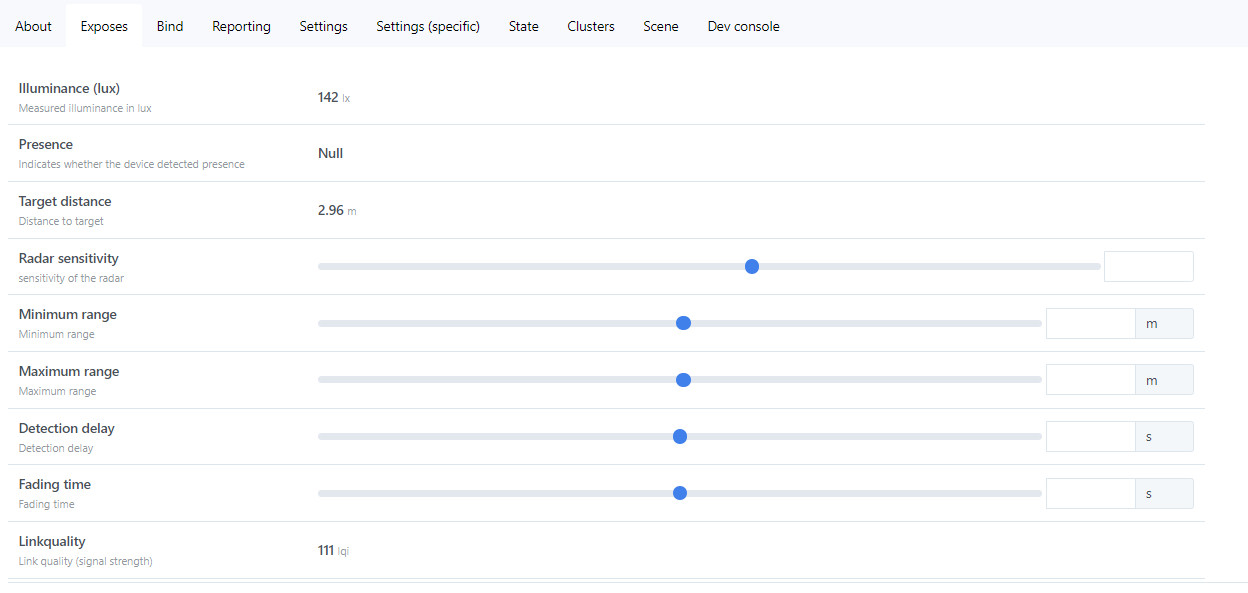 About Exposes Bind Reporting Settings Settings (specific) State Clusters Scene Dev console
Illuminance (lux)
Measured illuminance in lux
142 lx
Presence
Indicates whether the device detected presence
Null
Target distance
Distance to target
2.96 m
Radar sensitivity
sensitivity of the radar
Minimum range
Minimum range
m
Maximum range
Maximum range
m
Detection delay
Detection delay
s
Fading time
Fading time
s
Linkquality
Link quality (signal strength)
111 lqi